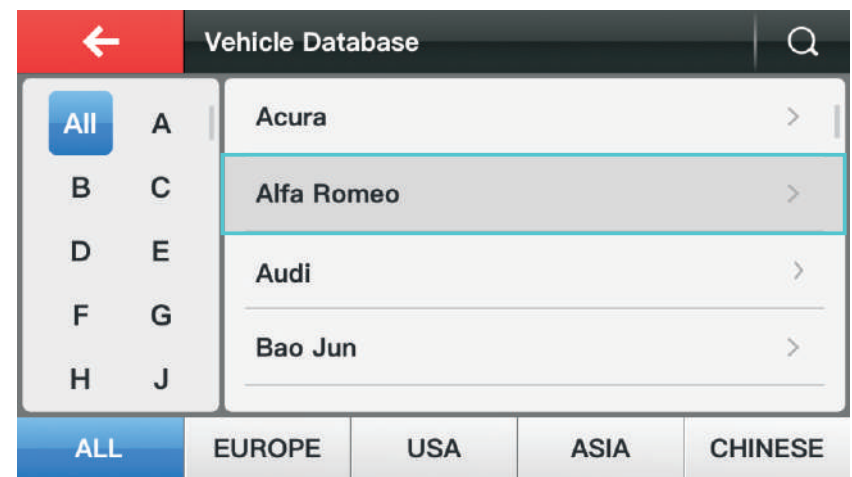 Vehicle Database
All A
B C
D E
F G
H J
Acura
Alfa Romeo
Audi
Bao Jun
ALL EUROPE USA ASIA CHINESE